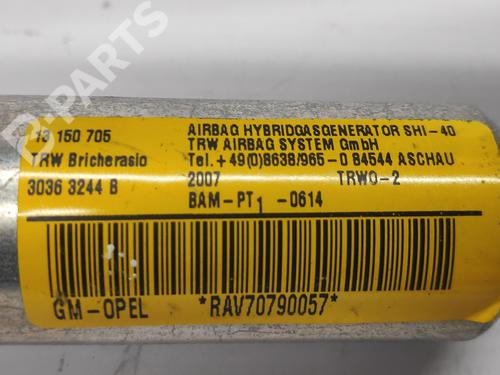 B-PARTS
13 150 705
AIRBAG HYBRIDGASGENERATOR SHI-40
TRW AIRBAG SYSTEM GmbH
TRW Bricherasio
Tel.+49(0)8638/965-0 84544 ASCHAU
3036 3244 B
2007 TRWO-2
BAM-PT1 -0614
GM-OPEL
*RAV70790057*